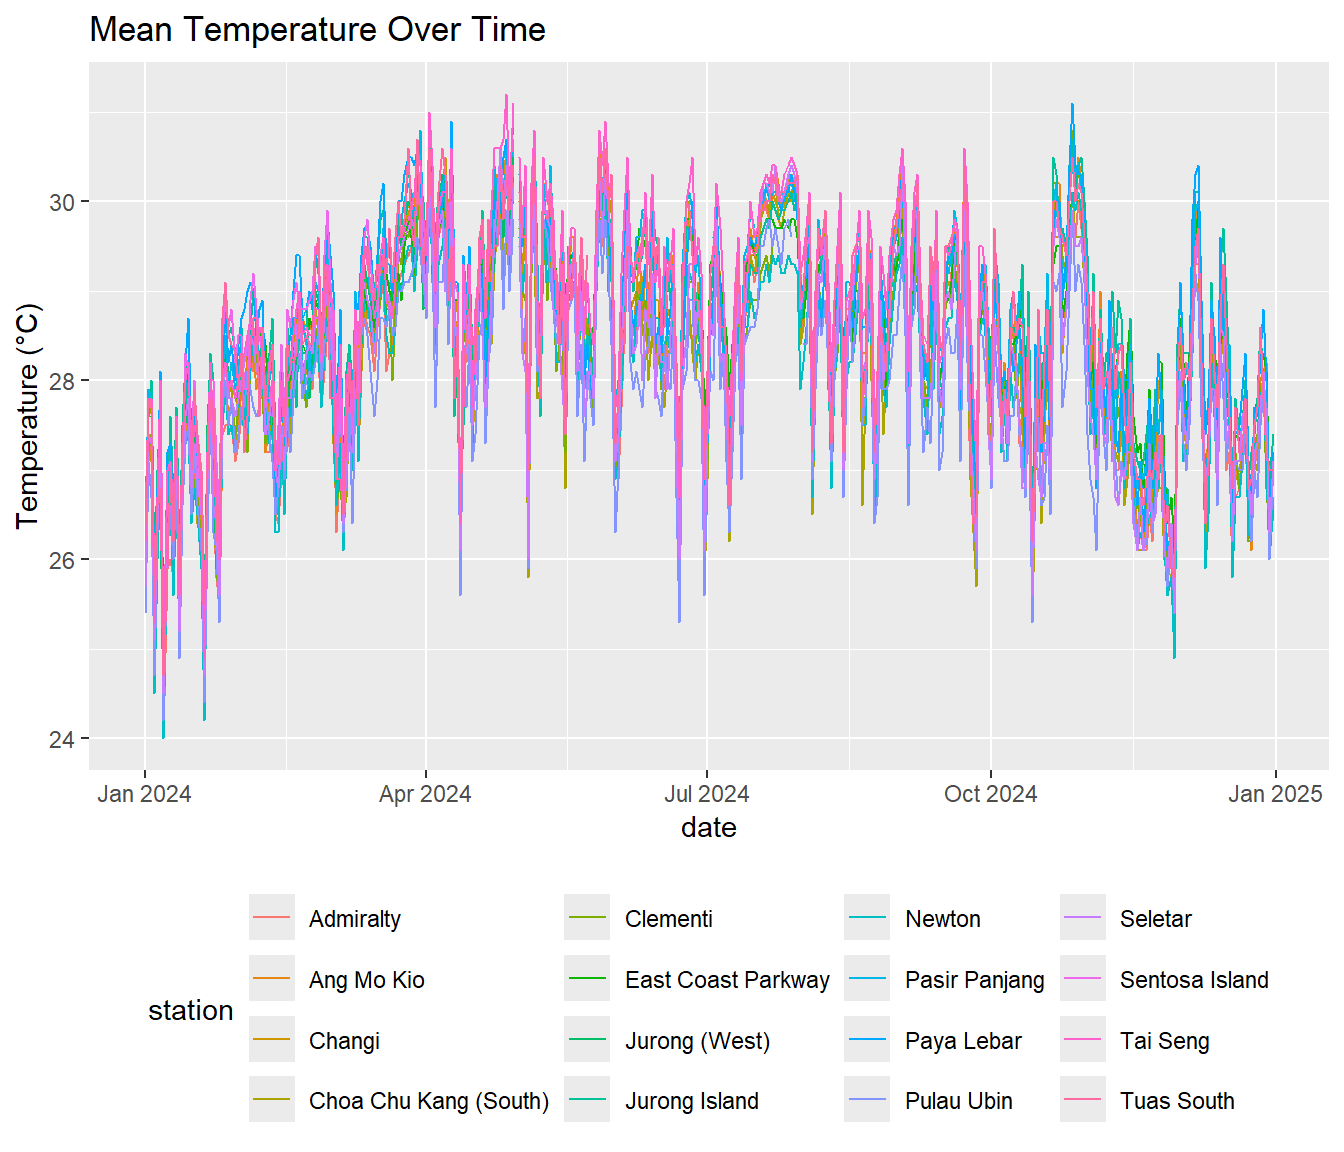 Mean Temperature Over Time
Temperature (°C)
30
28
26
24
Jan 2024 Apr 2024 Jul 2024 Oct 2024 Jan 2025
date
station
Admiralty Clementi Newton Seletar
Ang Mo Kio East Coast Parkway Pasir Panjang Sentosa Island
Changi Jurong (West) Paya Lebar Tai Seng
Choa Chu Kang (South) Jurong Island Pulau Ubin Tuas South